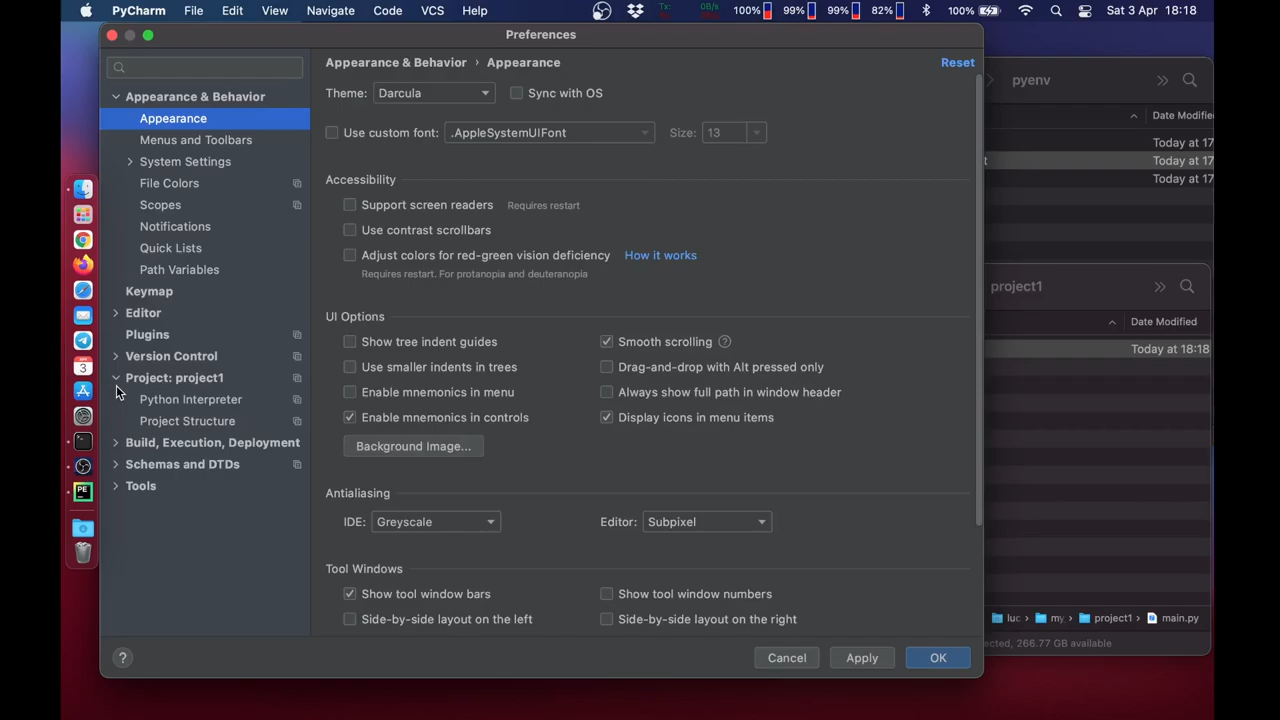 PyCharm File Edit View Navigate Code VCS Help Tx: 0B/s 100% 99% 99% 82% 100% Sat 3 Apr 18:18
Preferences
Appearance & Behavior
Appearance
Menus and Toolbars
System Settings
File Colors
Scopes
Notifications
Quick Lists
Path Variables
Keymap
Editor
Plugins
Version Control
Project: project1
Python Interpreter
Project Structure
Build, Execution, Deployment
Schemas and DTDs
Tools
Appearance & Behavior › Appearance Reset
Theme: Darcula Sync with OS
Use custom font: .AppleSystemUIFont Size: 13
Accessibility
Support screen readers Requires restart
Use contrast scrollbars
Adjust colors for red-green vision deficiency How it works
Requires restart. For protanopia and deuteranopia
UI Options
Show tree indent guides Smooth scrolling ?
Use smaller indents in trees Drag-and-drop with Alt pressed only
Enable mnemonics in menu Always show full path in window header
Enable mnemonics in controls Display icons in menu items
Background Image...
Antialiasing
IDE: Greyscale Editor: Subpixel
Tool Windows
Show tool window bars Show tool window numbers
Side-by-side layout on the left Side-by-side layout on the right
? Cancel Apply OK
APR
3
PE
pyenv
Date Modifie
Today at 17
t Today at 17
Today at 17
project1
Date Modified
Today at 18:18
luc › my › project1 › main.py
ected, 266.77 GB available